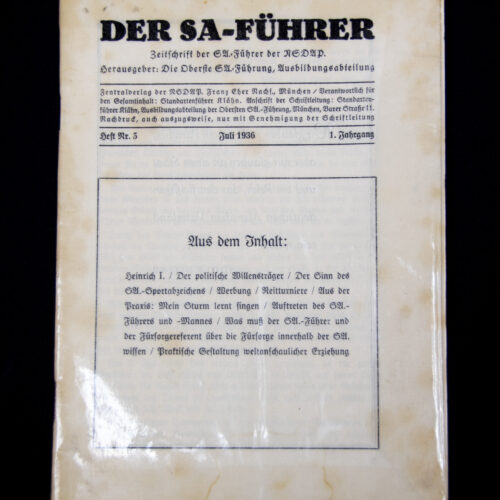 DER SA-FÜHRER
Zeitschrift der SA.-Führer der NSDAP.
Herausgeber: Die Oberste SA.-Führung, Ausbildungsabteilung
Zentralverlag der NSDAP. Franz Eher Nachf., München / Verantwortlich für
den Gesamtinhalt: Standartenführer Klähn. Anschrift der Schriftleitung: Standarten-
führer Klähn, Ausbildungsabteilung der Obersten SA.-Führung, München, Barer Straße 11.
Nachdruck, auch auszugsweise, nur mit Genehmigung der Schriftleitung
Heft Nr. 5 Juli 1936 1. Jahrgang
Aus dem Inhalt:
Heinrich I. / Der politische Willensträger / Der Sinn des
SA.-Sportabzeichens / Werbung / Reitturniere / Aus der
Praxis: Mein Sturm lernt singen / Auftreten des SA.-
Führers und -Mannes / Was muß der SA.-Führer und
der Fürsorgereferent über die Fürsorge innerhalb der SA.
wissen / Praktische Gestaltung weltanschaulicher Erziehung